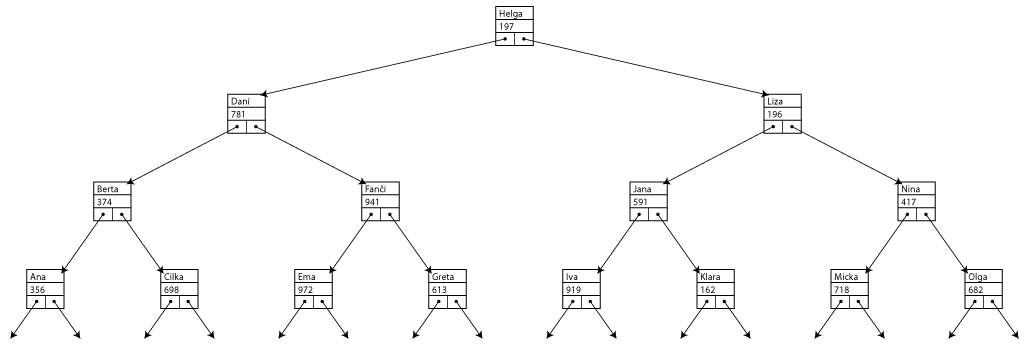 Helga
197
Dani
781
Liza
196
Berta
374
Fanči
941
Jana
591
Nina
417
Ana
356
Cilka
698
Ema
972
Greta
613
Iva
919
Klara
162
Micka
718
Olga
682